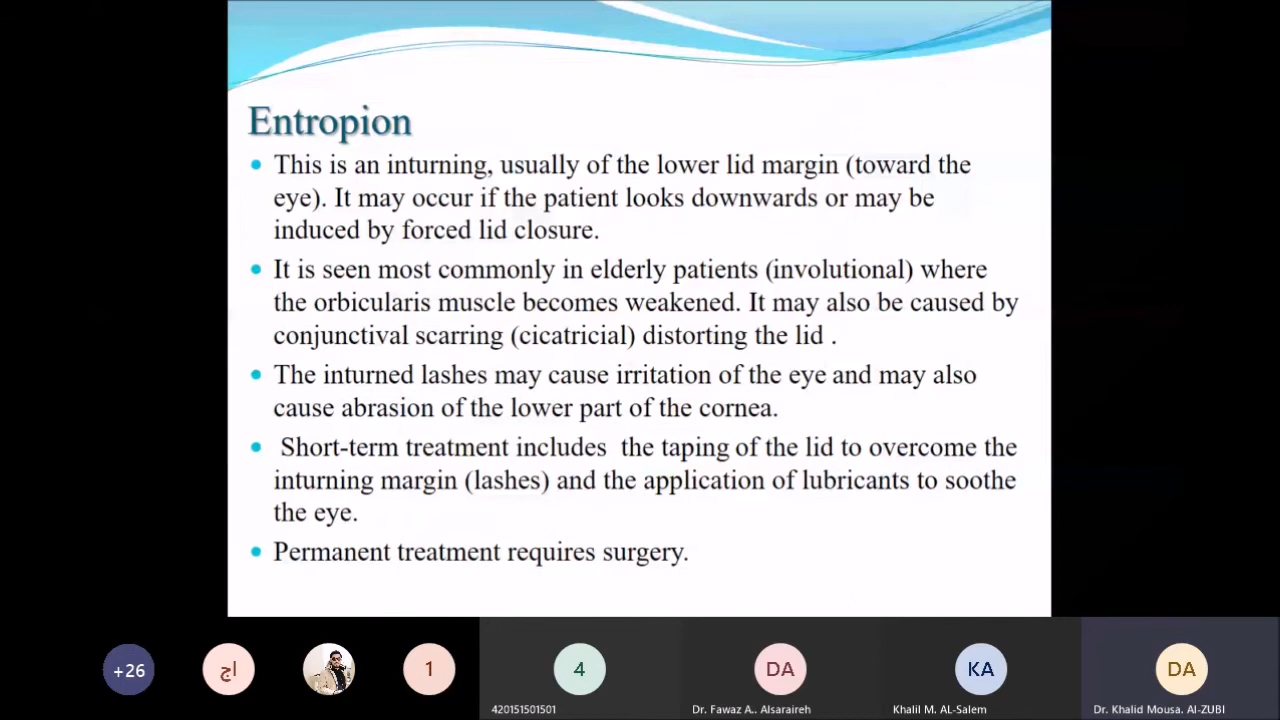 Entropion
This is an inturning, usually of the lower lid margin (toward the
eye). It may occur if the patient looks downwards or may be
induced by forced lid closure.
It is seen most commonly in elderly patients (involutional) where
the orbicularis muscle becomes weakened. It may also be caused by
conjunctival scarring (cicatricial) distorting the lid .
The inturned lashes may cause irritation of the eye and may also
cause abrasion of the lower part of the cornea.
Short-term treatment includes the taping of the lid to overcome the
inturning margin (lashes) and the application of lubricants to soothe
the eye.
Permanent treatment requires surgery.
+26
اج
1
4
DA
KA
DA
420151501501
Dr. Fawaz A.. Alsaraireh
Khalil M. AL-Salem
Dr. Khalid Mousa. Al-ZUBI